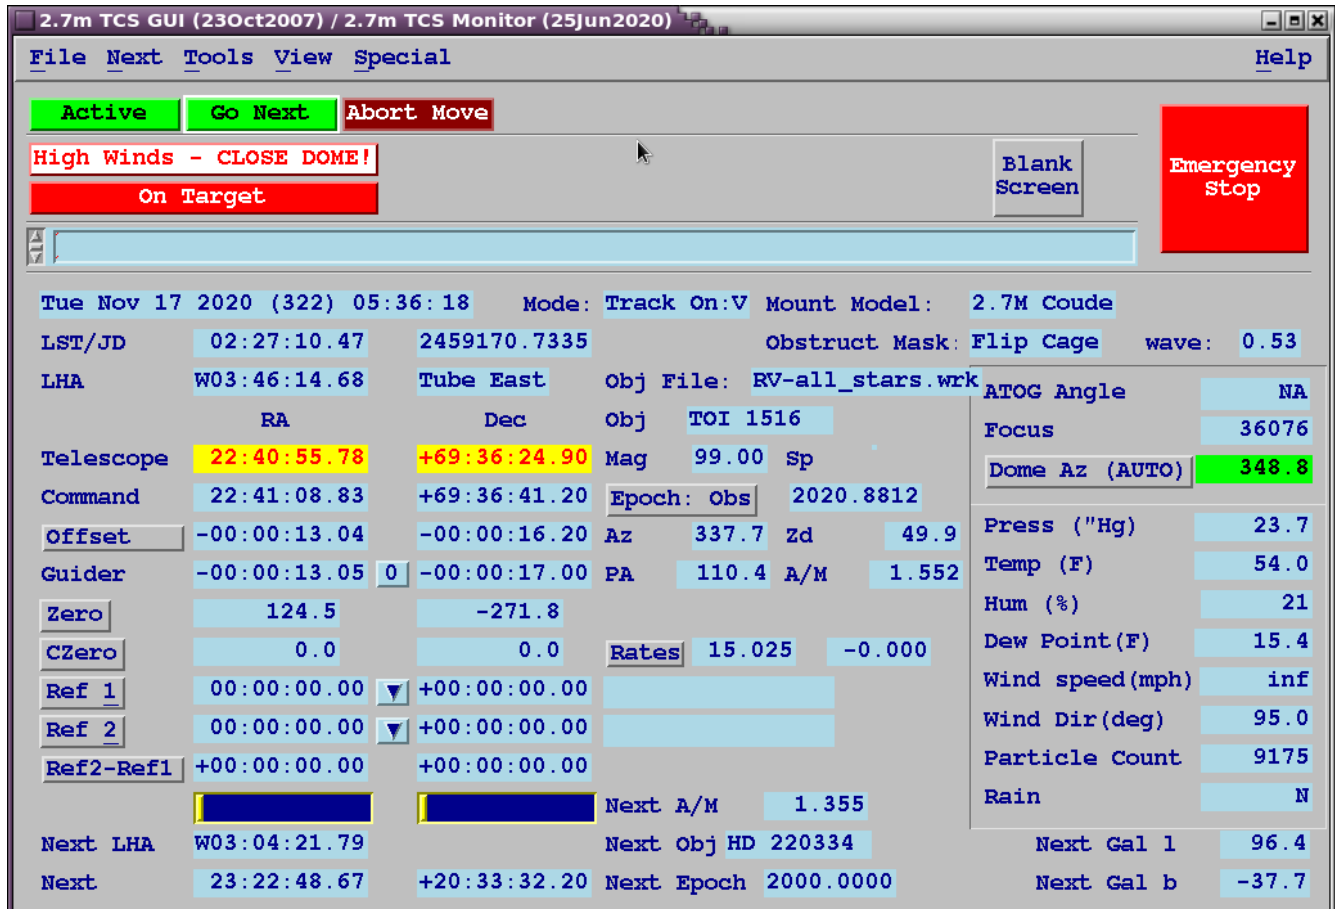 2.7m TCS GUI (23Oct2007) / 2.7m TCS Monitor (25Jun2020)
File Next Tools View Special Help
Active Go Next Abort Move
High Winds - CLOSE DOME!
On Target
Blank Screen
Emergency Stop
Tue Nov 17 2020 (322) 05:36:18 Mode: Track On:V Mount Model: 2.7M Coude
LST/JD 02:27:10.47 2459170.7335 Obstruct Mask: Flip Cage wave: 0.53
LHA W03:46:14.68 Tube East Obj File: RV-all_stars.wrk ATOG Angle NA
RA Dec Obj TOI 1516 Focus 36076
Telescope 22:40:55.78 +69:36:24.90 Mag 99.00 Sp Dome Az (AUTO) 348.8
Command 22:41:08.83 +69:36:41.20 Epoch: Obs 2020.8812
Offset -00:00:13.04 -00:00:16.20 Az 337.7 Zd 49.9 Press ("Hg) 23.7
Guider -00:00:13.05 0 -00:00:17.00 PA 110.4 A/M 1.552 Temp (F) 54.0
Zero 124.5 -271.8 Hum (%) 21
CZero 0.0 0.0 Rates 15.025 -0.000 Dew Point(F) 15.4
Ref 1 00:00:00.00 +00:00:00.00 Wind speed(mph) inf
Ref 2 00:00:00.00 +00:00:00.00 Wind Dir(deg) 95.0
Ref2-Ref1 +00:00:00.00 +00:00:00.00 Particle Count 9175
Next A/M 1.355 Rain N
Next LHA W03:04:21.79 Next Obj HD 220334 Next Gal l 96.4
Next 23:22:48.67 +20:33:32.20 Next Epoch 2000.0000 Next Gal b -37.7